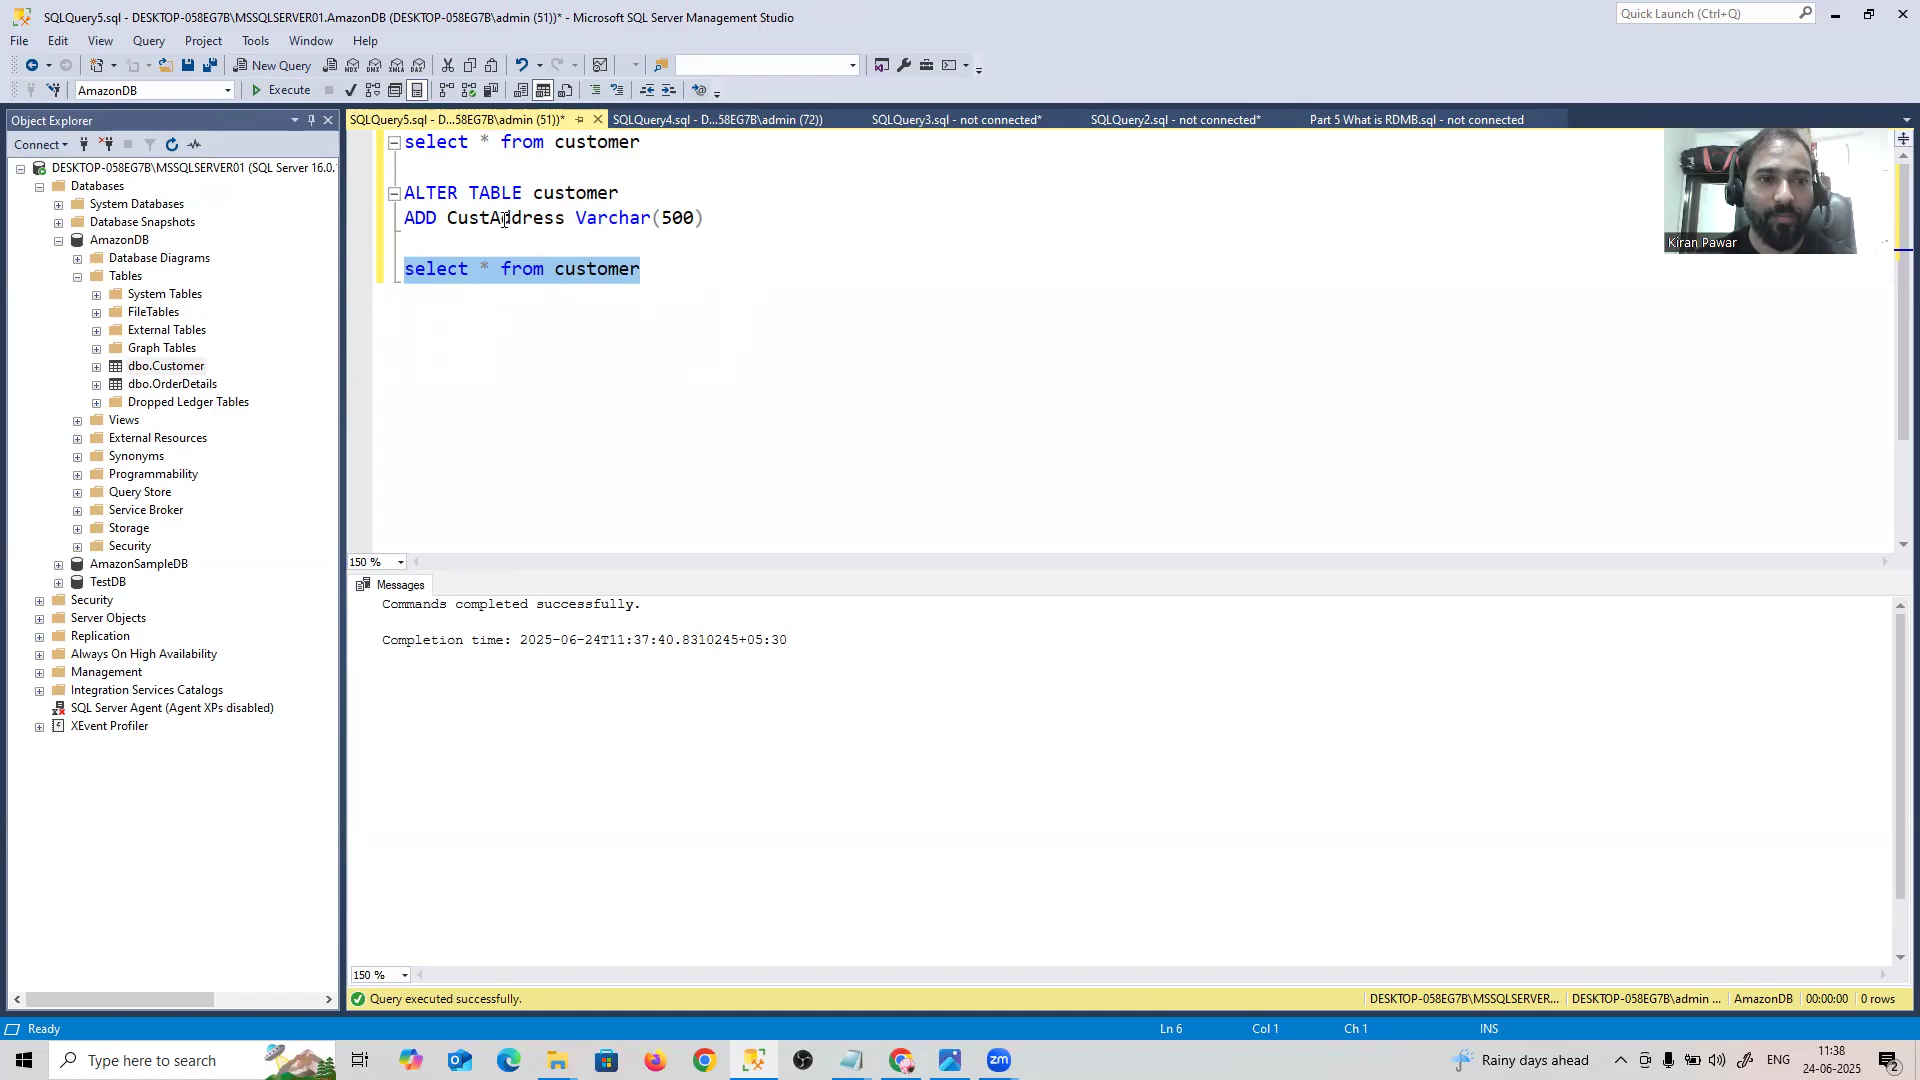 SQLQuery5.sql - DESKTOP-058EG7B\MSSQLSERVER01.AmazonDB (DESKTOP-058EG7B\admin (51))* - Microsoft SQL Server Management Studio
Quick Launch (Ctrl+Q)
File Edit View Query Project Tools Window Help
New Query
AmazonDB
Execute
Object Explorer
SQLQuery5.sql - D...58EG7B\admin (51))*
SQLQuery4.sql - D...58EG7B\admin (72))
SQLQuery3.sql - not connected*
SQLQuery2.sql - not connected*
Part 5 What is RDMB.sql - not connected
Connect
DESKTOP-058EG7B\MSSQLSERVER01 (SQL Server 16.0.
Databases
System Databases
Database Snapshots
AmazonDB
Database Diagrams
Tables
System Tables
FileTables
External Tables
Graph Tables
dbo.Customer
dbo.OrderDetails
Dropped Ledger Tables
Views
External Resources
Synonyms
Programmability
Query Store
Service Broker
Storage
Security
AmazonSampleDB
TestDB
Security
Server Objects
Replication
Always On High Availability
Management
Integration Services Catalogs
SQL Server Agent (Agent XPs disabled)
XEvent Profiler
select * from customer
ALTER TABLE customer
ADD CustAddress Varchar(500)
select * from customer
Kiran Pawar
150 %
Messages
Commands completed successfully.
Completion time: 2025-06-24T11:37:40.8310245+05:30
150 %
Query executed successfully.
DESKTOP-058EG7B\MSSQLSERVER...
DESKTOP-058EG7B\admin ...
AmazonDB
00:00:00
0 rows
Ready
Ln 6
Col 1
Ch 1
INS
Type here to search
zm
Rainy days ahead
ENG
11:38
24-06-2025
2